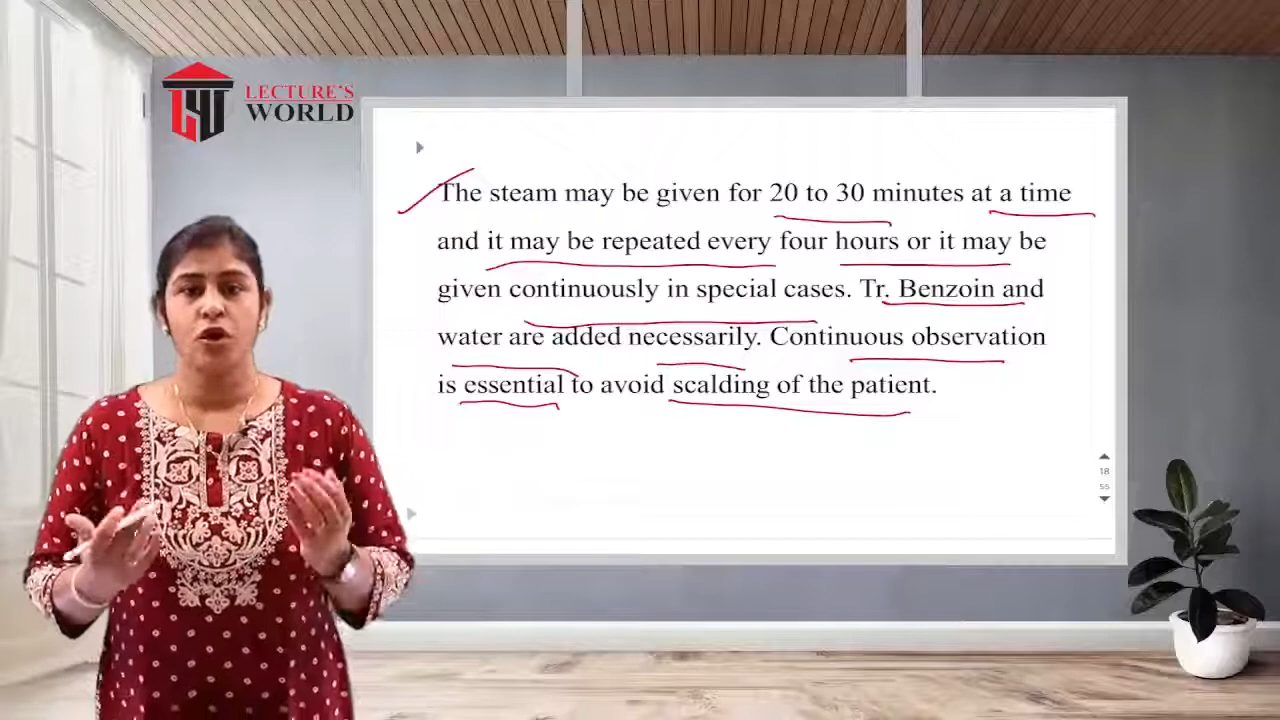 LECTURE'S
WORLD
The steam may be given for 20 to 30 minutes at a time
and it may be repeated every four hours or it may be
given continuously in special cases. Tr. Benzoin and
water are added necessarily. Continuous observation
is essential to avoid scalding of the patient.
18
55